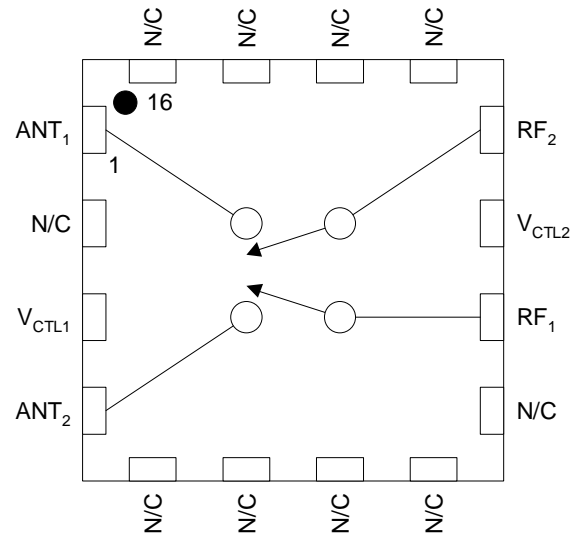 N/C N/C N/C N/C
16
ANT1 RF2
1
N/C VCTL2
VCTL1 RF1
ANT2 N/C
N/C N/C N/C N/C